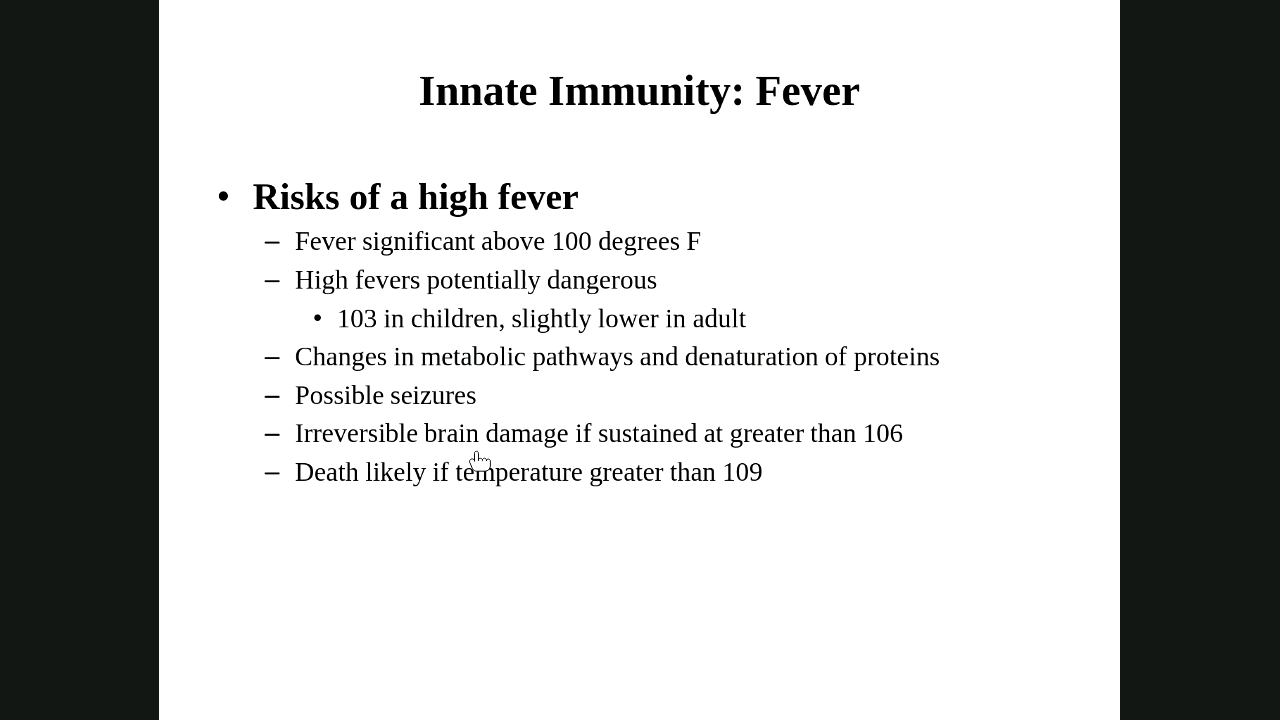 Innate Immunity: Fever
• Risks of a high fever
– Fever significant above 100 degrees F
– High fevers potentially dangerous
• 103 in children, slightly lower in adult
– Changes in metabolic pathways and denaturation of proteins
– Possible seizures
– Irreversible brain damage if sustained at greater than 106
– Death likely if temperature greater than 109